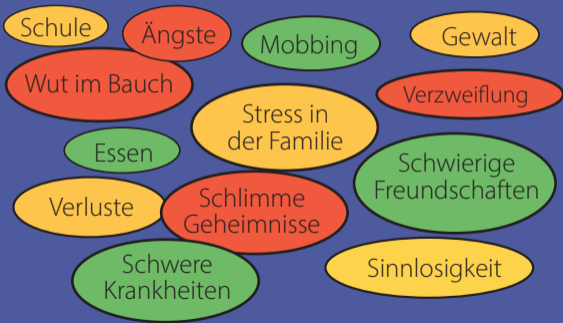 Schule
Ängste
Mobbing
Gewalt
Wut im Bauch
Verzweiflung
Stress in
der Familie
Essen
Schwierige
Freundschaften
Verluste
Schlimme
Geheimnisse
Schwere
Krankheiten
Sinnlosigkeit